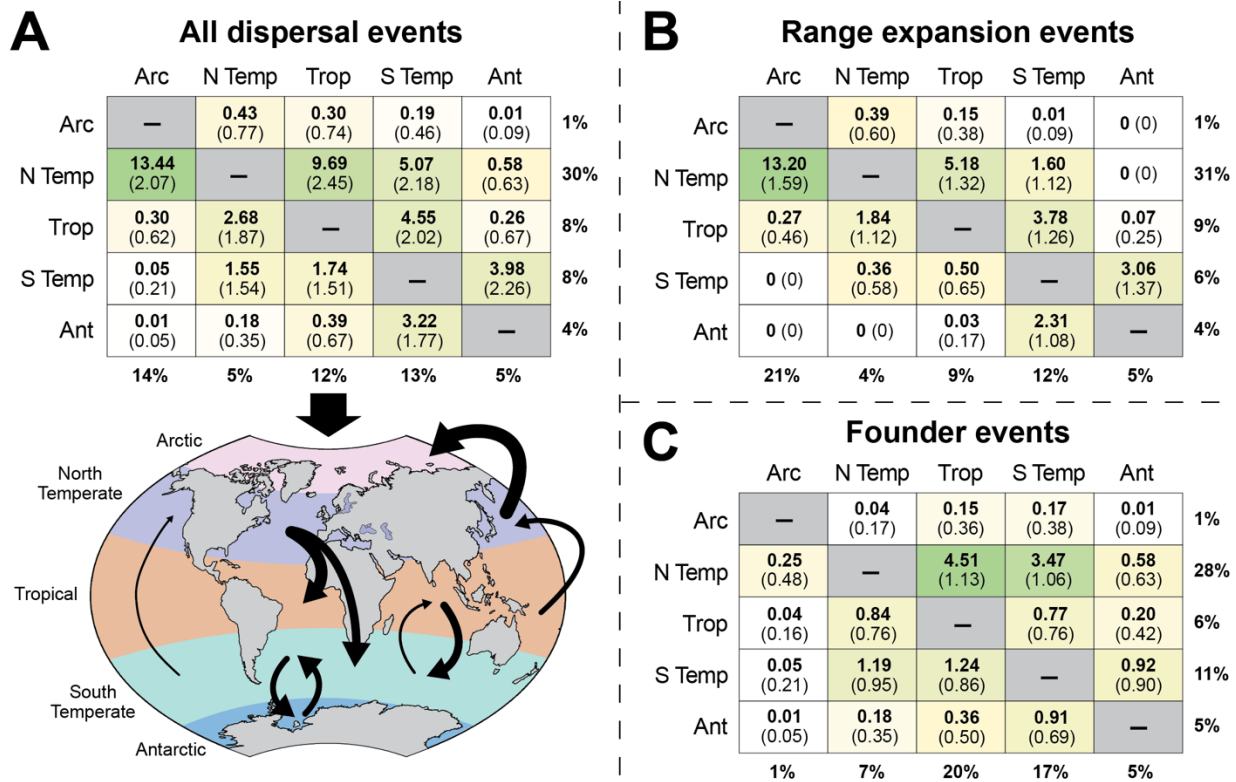 A All dispersal events
Arc N Temp Trop S Temp Ant
Arc — 0.43 0.30 0.19 0.01 1%
(0.77) (0.74) (0.46) (0.09)
N Temp 13.44 — 9.69 5.07 0.58 30%
(2.07) (2.45) (2.18) (0.63)
Trop 0.30 2.68 — 4.55 0.26 8%
(0.62) (1.87) (2.02) (0.67)
S Temp 0.05 1.55 1.74 — 3.98 8%
(0.21) (1.54) (1.51) (2.26)
Ant 0.01 0.18 0.39 3.22 — 4%
(0.05) (0.35) (0.67) (1.77)
14% 5% 12% 13% 5%
Arctic
North
Temperate
Tropical
South
Temperate
Antarctic
B Range expansion events
Arc N Temp Trop S Temp Ant
Arc — 0.39 0.15 0.01 0 (0) 1%
(0.60) (0.38) (0.09)
N Temp 13.20 — 5.18 1.60 0 (0) 31%
(1.59) (1.32) (1.12)
Trop 0.27 1.84 — 3.78 0.07 9%
(0.46) (1.12) (1.26) (0.25)
S Temp 0 (0) 0.36 0.50 — 3.06 6%
(0.58) (0.65) (1.37)
Ant 0 (0) 0 (0) 0.03 2.31 — 4%
(0.17) (1.08)
21% 4% 9% 12% 5%
C Founder events
Arc N Temp Trop S Temp Ant
Arc — 0.04 0.15 0.17 0.01 1%
(0.17) (0.36) (0.38) (0.09)
N Temp 0.25 — 4.51 3.47 0.58 28%
(0.48) (1.13) (1.06) (0.63)
Trop 0.04 0.84 — 0.77 0.20 6%
(0.16) (0.76) (0.76) (0.42)
S Temp 0.05 1.19 1.24 — 0.92 11%
(0.21) (0.95) (0.86) (0.90)
Ant 0.01 0.18 0.36 0.91 — 5%
(0.05) (0.35) (0.50) (0.69)
1% 7% 20% 17% 5%